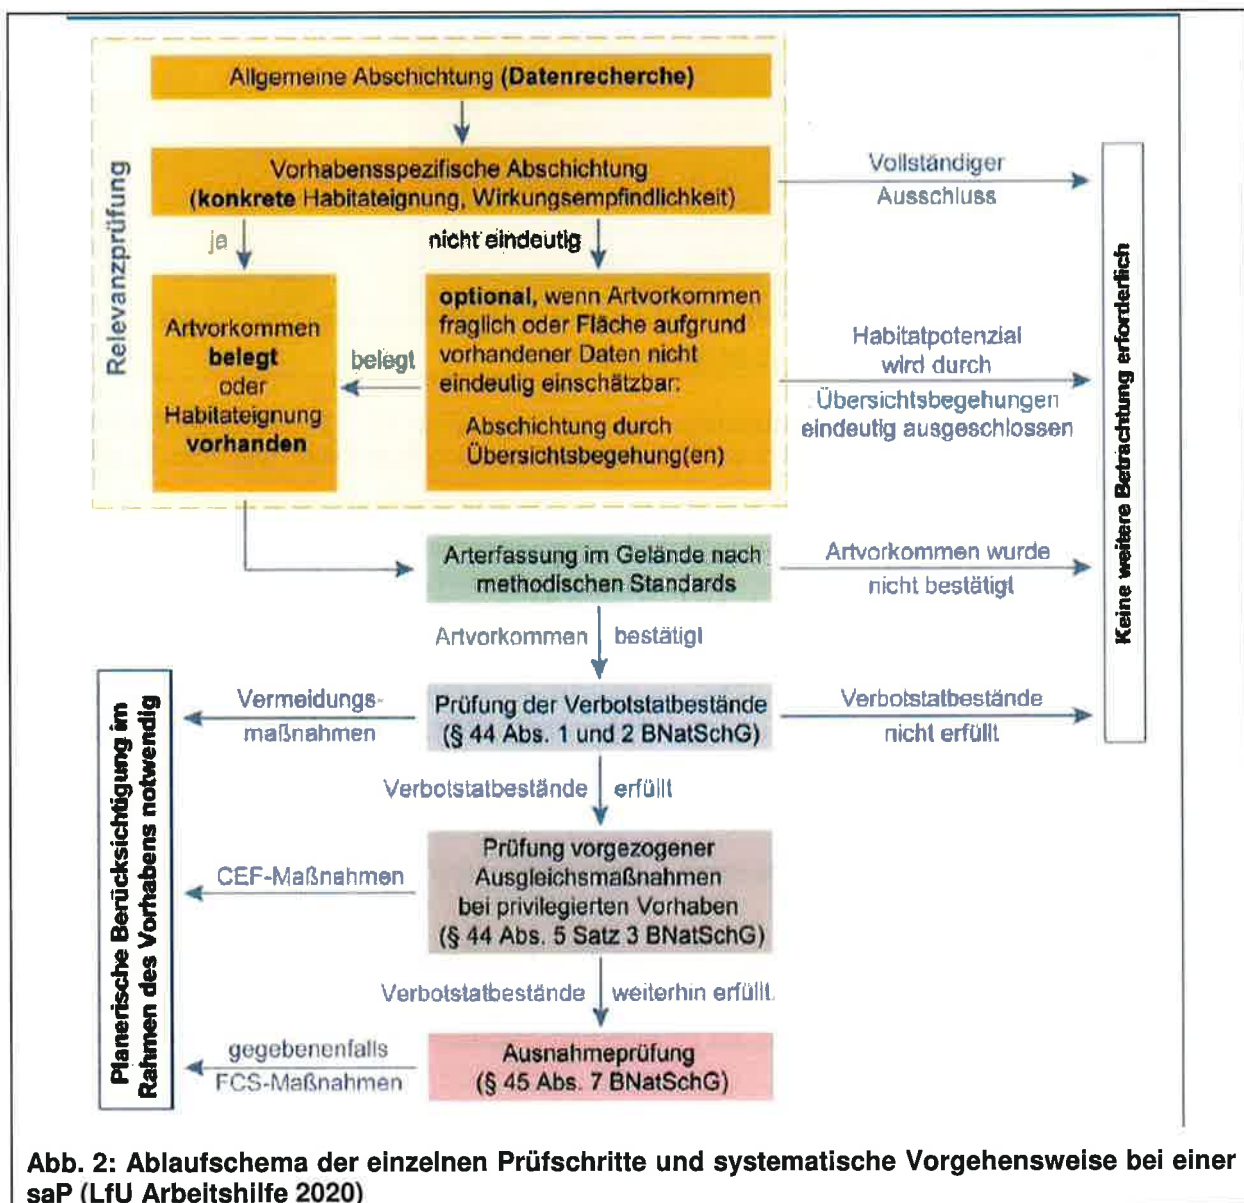 Allgemeine Abschichtung (Datenrecherche)
Relevanzprüfung
Vorhabensspezifische Abschichtung
(konkrete Habitateignung, Wirkungsempfindlichkeit)
Vollständiger
Ausschluss
ja
nicht eindeutig
Artvorkommen
belegt
oder
Habitateignung
vorhanden
belegt
optional, wenn Artvorkommen
fraglich oder Fläche aufgrund
vorhandener Daten nicht
eindeutig einschätzbar:
Abschichtung durch
Übersichtsbegehung(en)
Habitatpotenzial
wird durch
Übersichtsbegehungen
eindeutig ausgeschlossen
Keine weitere Betrachtung erforderlich
Arterfassung im Gelände nach
methodischen Standards
Artvorkommen wurde
nicht bestätigt
Artvorkommen bestätigt
Planerische Berücksichtigung im
Rahmen des Vorhabens notwendig
Vermeidungs-
maßnahmen
Prüfung der Verbotstatbestände
(§ 44 Abs. 1 und 2 BNatSchG)
Verbotstatbestände
nicht erfüllt
Verbotstatbestände erfüllt
CEF-Maßnahmen
Prüfung vorgezogener
Ausgleichsmaßnahmen
bei privilegierten Vorhaben
(§ 44 Abs. 5 Satz 3 BNatSchG)
Verbotstatbestände weiterhin erfüllt
gegebenenfalls
FCS-Maßnahmen
Ausnahmeprüfung
(§ 45 Abs. 7 BNatSchG)
Abb. 2: Ablaufschema der einzelnen Prüfschritte und systematische Vorgehensweise bei einer
saP (LfU Arbeitshilfe 2020)